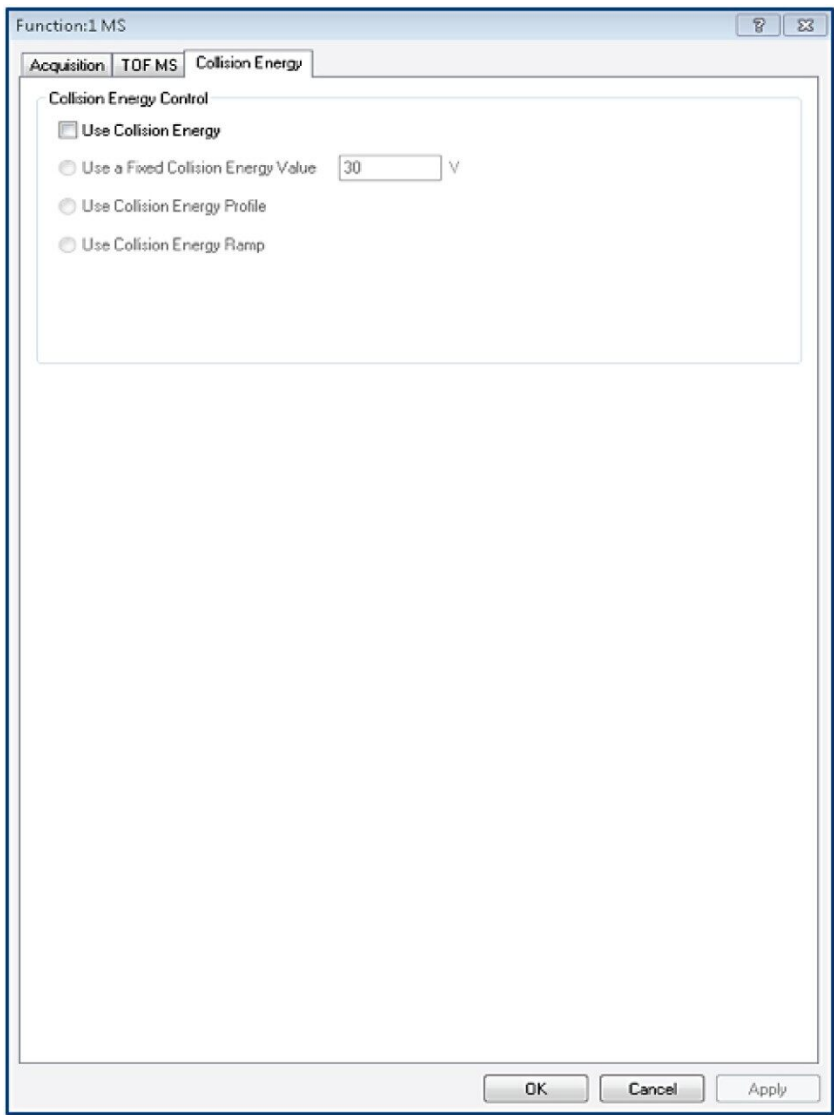 Function:1 MS
Acquisition TOF MS Collision Energy
Collision Energy Control
Use Collision Energy
Use a Fixed Collision Energy Value 30 V
Use Collision Energy Profile
Use Collision Energy Ramp
OK Cancel Apply